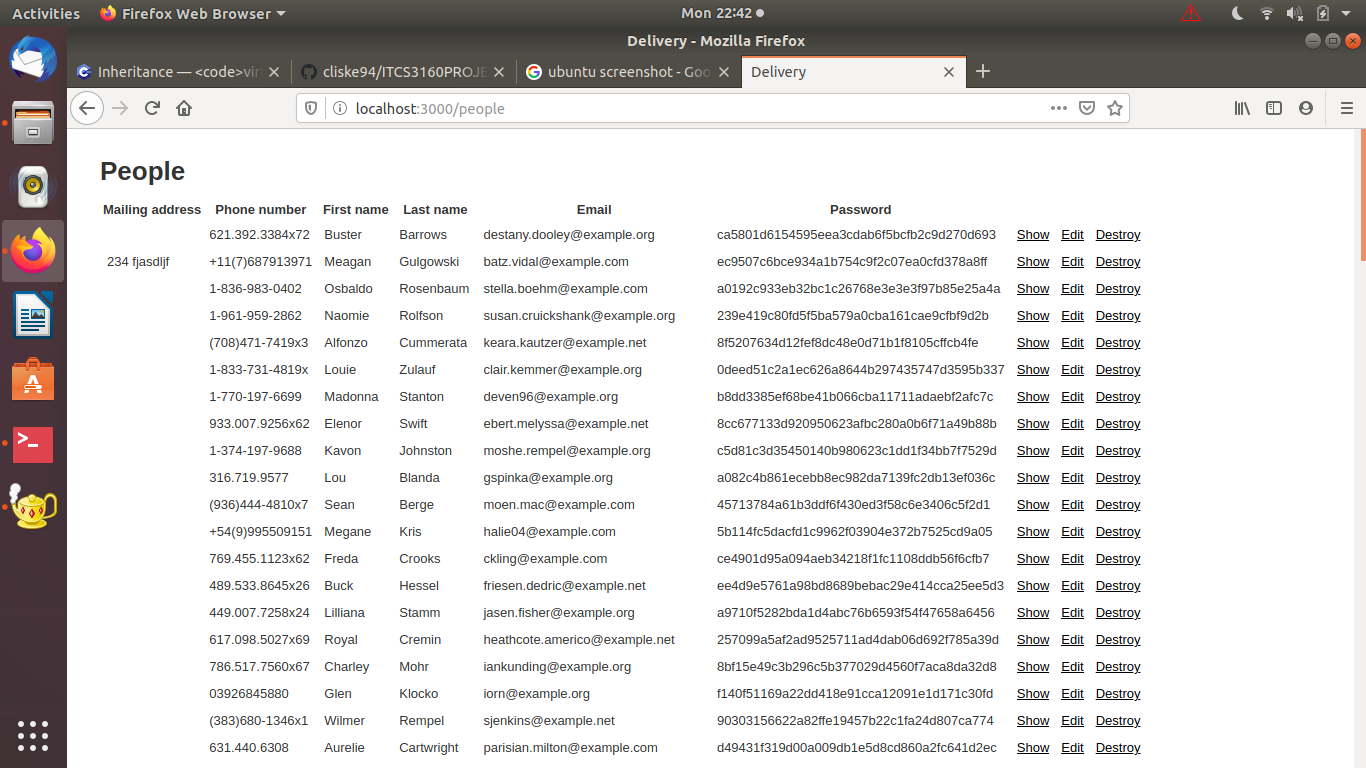 Activities Firefox Web Browser Mon 22:42
Delivery - Mozilla Firefox
Inheritance — <code>vir cliske94/ITCS3160PROJE ubuntu screenshot - Goo Delivery
localhost:3000/people
People
Mailing address Phone number First name Last name Email Password
621.392.3384x72 Buster Barrows destany.dooley@example.org ca5801d6154595eea3cdab6f5bcfb2c9d270d693 Show Edit Destroy
234 fjasdljf +11(7)687913971 Meagan Gulgowski batz.vidal@example.com ec9507c6bce934a1b754c9f2c07ea0cfd378a8ff Show Edit Destroy
1-836-983-0402 Osbaldo Rosenbaum stella.boehm@example.com a0192c933eb32bc1c26768e3e3e3f97b85e25a4a Show Edit Destroy
1-961-959-2862 Naomie Rolfson susan.cruickshank@example.org 239e419c80fd5f5ba579a0cba161cae9cfbf9d2b Show Edit Destroy
(708)471-7419x3 Alfonzo Cummerata keara.kautzer@example.net 8f5207634d12fef8dc48e0d71b1f8105cffcb4fe Show Edit Destroy
1-833-731-4819x Louie Zulauf clair.kemmer@example.org 0deed51c2a1ec626a8644b297435747d3595b337 Show Edit Destroy
1-770-197-6699 Madonna Stanton deven96@example.org b8dd3385ef68be41b066cba11711adaebf2afc7c Show Edit Destroy
933.007.9256x62 Elenor Swift ebert.melyssa@example.net 8cc677133d920950623afbc280a0b6f71a49b88b Show Edit Destroy
1-374-197-9688 Kavon Johnston moshe.rempel@example.org c5d81c3d35450140b980623c1dd1f34bb7f7529d Show Edit Destroy
316.719.9577 Lou Blanda gspinka@example.org a082c4b861ecebb8ec982da7139fc2db13ef036c Show Edit Destroy
(936)444-4810x7 Sean Berge moen.mac@example.com 45713784a61b3ddf6f430ed3f58c6e3406c5f2d1 Show Edit Destroy
+54(9)995509151 Megane Kris halie04@example.com 5b114fc5dacfd1c9962f03904e372b7525cd9a05 Show Edit Destroy
769.455.1123x62 Freda Crooks ckling@example.com ce4901d95a094aeb34218f1fc1108ddb56f6cfb7 Show Edit Destroy
489.533.8645x26 Buck Hessel friesen.dedric@example.net ee4d9e5761a98bd8689bebac29e414cca25ee5d3 Show Edit Destroy
449.007.7258x24 Lilliana Stamm jasen.fisher@example.org a9710f5282bda1d4abc76b6593f54f47658a6456 Show Edit Destroy
617.098.5027x69 Royal Cremin heathcote.americo@example.net 257099a5af2ad9525711ad4dab06d692f785a39d Show Edit Destroy
786.517.7560x67 Charley Mohr iankunding@example.org 8bf15e49c3b296c5b377029d4560f7aca8da32d8 Show Edit Destroy
03926845880 Glen Klocko iorn@example.org f140f51169a22dd418e91cca12091e1d171c30fd Show Edit Destroy
(383)680-1346x1 Wilmer Rempel sjenkins@example.net 90303156622a82ffe19457b22c1fa24d807ca774 Show Edit Destroy
631.440.6308 Aurelie Cartwright parisian.milton@example.com d49431f319d00a009db1e5d8cd860a2fc641d2ec Show Edit Destroy